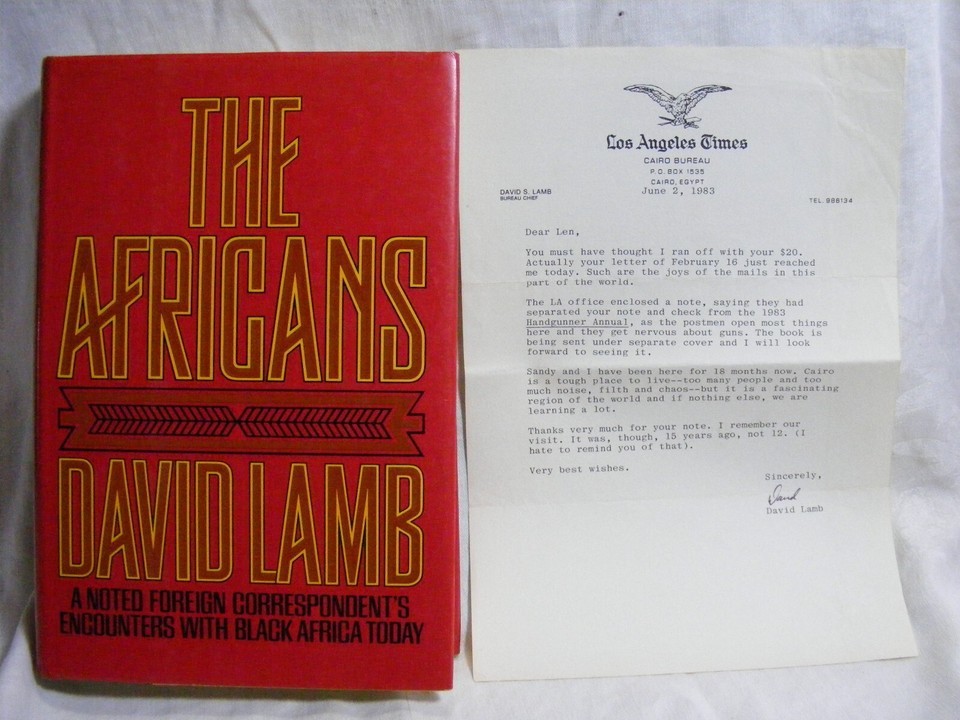 THE
AFRICANS
DAVID LAMB
A NOTED FOREIGN CORRESPONDENT'S
ENCOUNTERS WITH BLACK AFRICA TODAY
Los Angeles Times
CAIRO BUREAU
P.O. BOX 1535
CAIRO, EGYPT
June 2, 1983
DAVID S. LAMB
BUREAU CHIEF
TEL. 988134
Dear Len,
You must have thought I ran off with your $20.
Actually your letter of February 16 just reached
me today. Such are the joys of the mails in this
part of the world.
The LA office enclosed a note, saying they had
separated your note and check from the 1983
Handgunner Annual, as the postmen open most things
here and they get nervous about guns. The book is
being sent under separate cover and I will look
forward to seeing it.
Sandy and I have been here for 18 months now. Cairo
is a tough place to live--too many people and too
much noise, filth and chaos--but it is a fascinating
region of the world and if nothing else, we are
learning a lot.
Thanks very much for your note. I remember our
visit. It was, though, 15 years ago, not 12. (I
hate to remind you of that).
Very best wishes.
Sincerely,
David
David Lamb